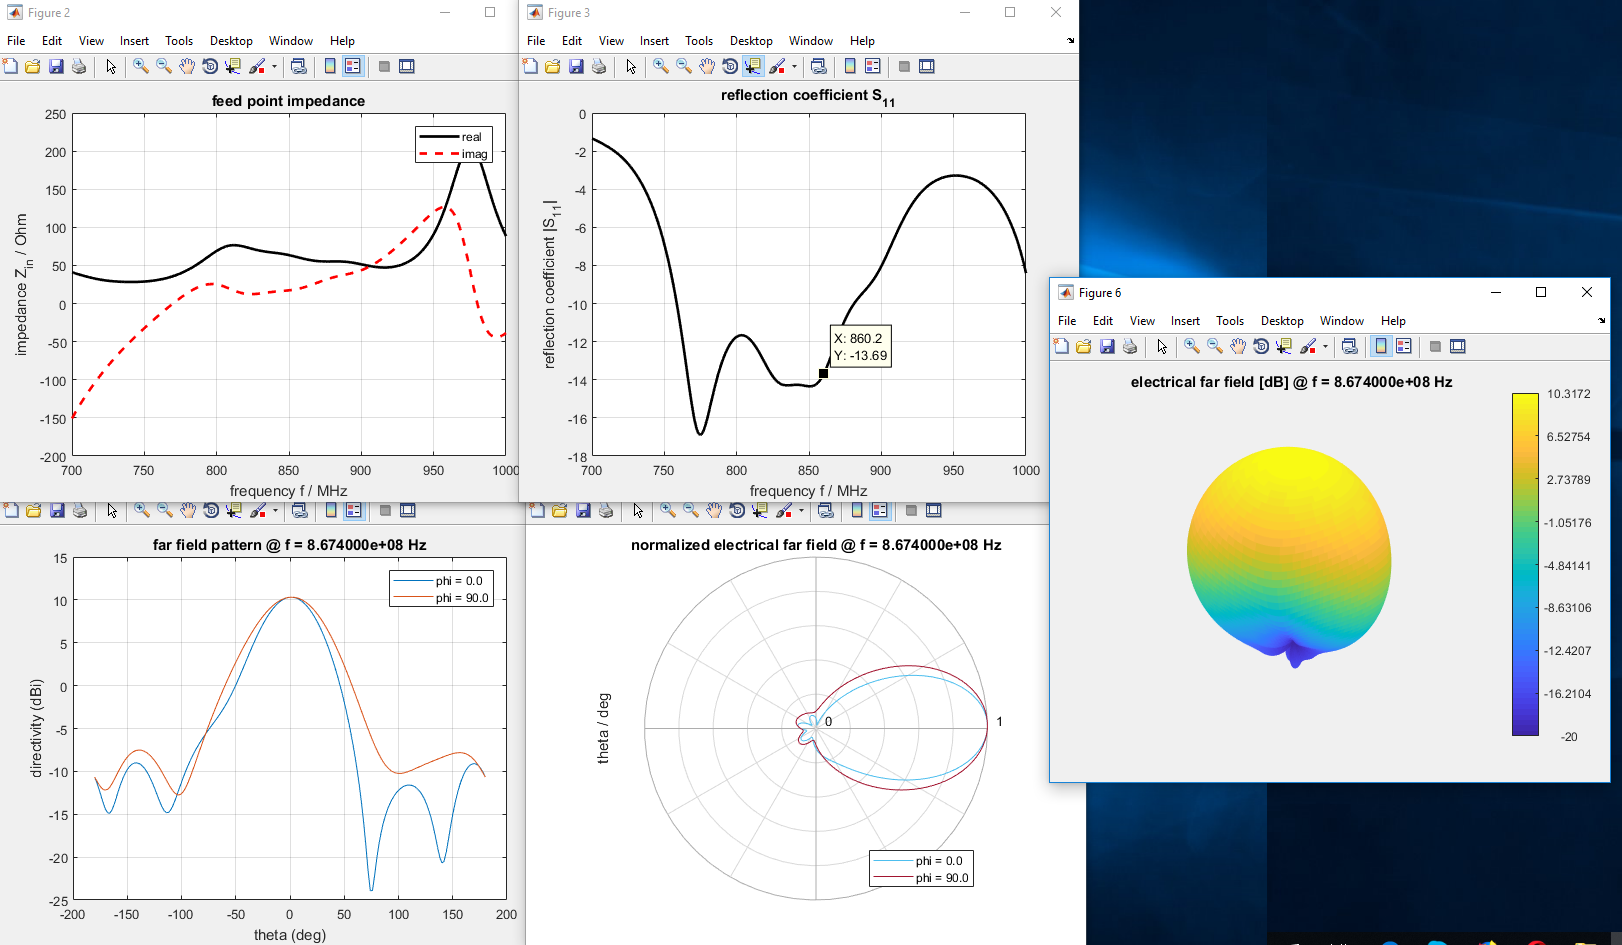 Figure 2
File Edit View Insert Tools Desktop Window Help
feed point impedance
real
imag
250
200
150
100
50
0
-50
-100
-150
-200
impedance Zin / Ohm
700 750 800 850 900 950 1000
frequency f / MHz
Figure 3
File Edit View Insert Tools Desktop Window Help
reflection coefficient S11
0
-2
-4
-6
-8
-10
-12
-14
-16
-18
reflection coefficient |S11|
X: 860.2
Y: -13.69
700 750 800 850 900 950 1000
frequency f / MHz
far field pattern @ f = 8.674000e+08 Hz
phi = 0.0
phi = 90.0
15
10
5
0
-5
-10
-15
-20
-25
directivity (dBi)
-200 -150 -100 -50 0 50 100 150 200
theta (deg)
normalized electrical far field @ f = 8.674000e+08 Hz
theta / deg
0
1
phi = 0.0
phi = 90.0
Figure 6
File Edit View Insert Tools Desktop Window Help
electrical far field [dB] @ f = 8.674000e+08 Hz
10.3172
6.52754
2.73789
-1.05176
-4.84141
-8.63106
-12.4207
-16.2104
-20